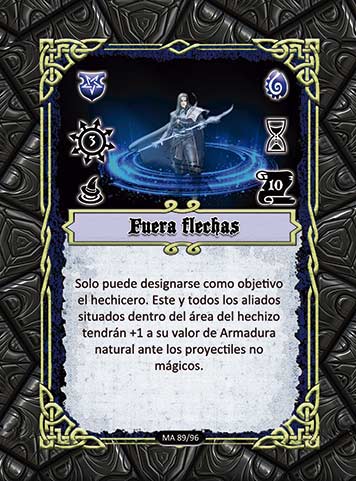 3
10
Fuera flechas
Solo puede designarse como objetivo
el hechicero. Este y todos los aliados
situados dentro del área del hechizo
tendrán +1 a su valor de Armadura
natural ante los proyectiles no
mágicos.
MA 89/96